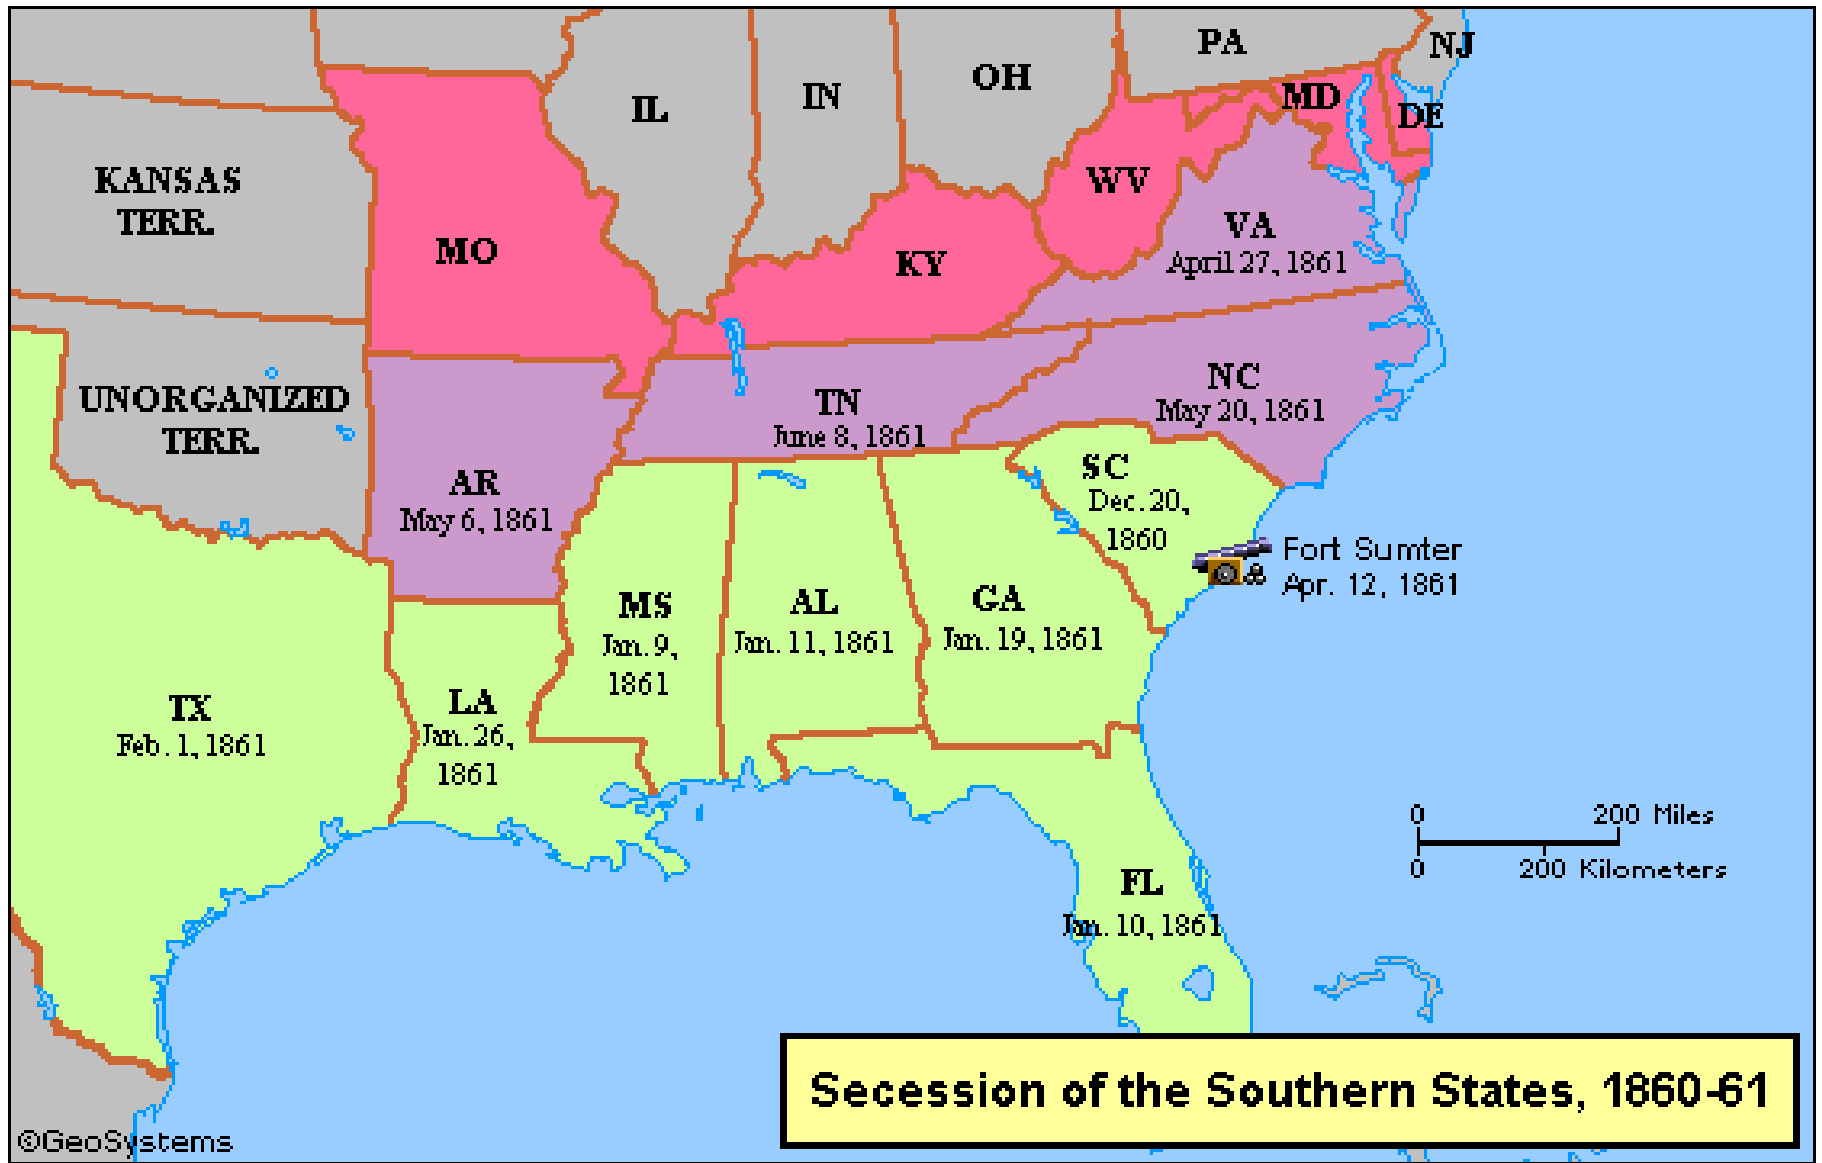 PA
NJ
OH
IN
IL
MD
DE
KANSAS
TERR.
WV
MO
VA
April 27, 1861
KY
UNORGANIZED
TERR.
TN
June 8, 1861
NC
May 20, 1861
AR
May 6, 1861
SC
Dec. 20,
1860
Fort Sumter
Apr. 12, 1861
MS
Jan. 9,
1861
AL
Jan. 11, 1861
GA
Jan. 19, 1861
TX
Feb. 1, 1861
LA
Jan. 26,
1861
0 200 Miles
0 200 Kilometers
FL
Jan. 10, 1861
Secession of the Southern States, 1860-61
©GeoSystems